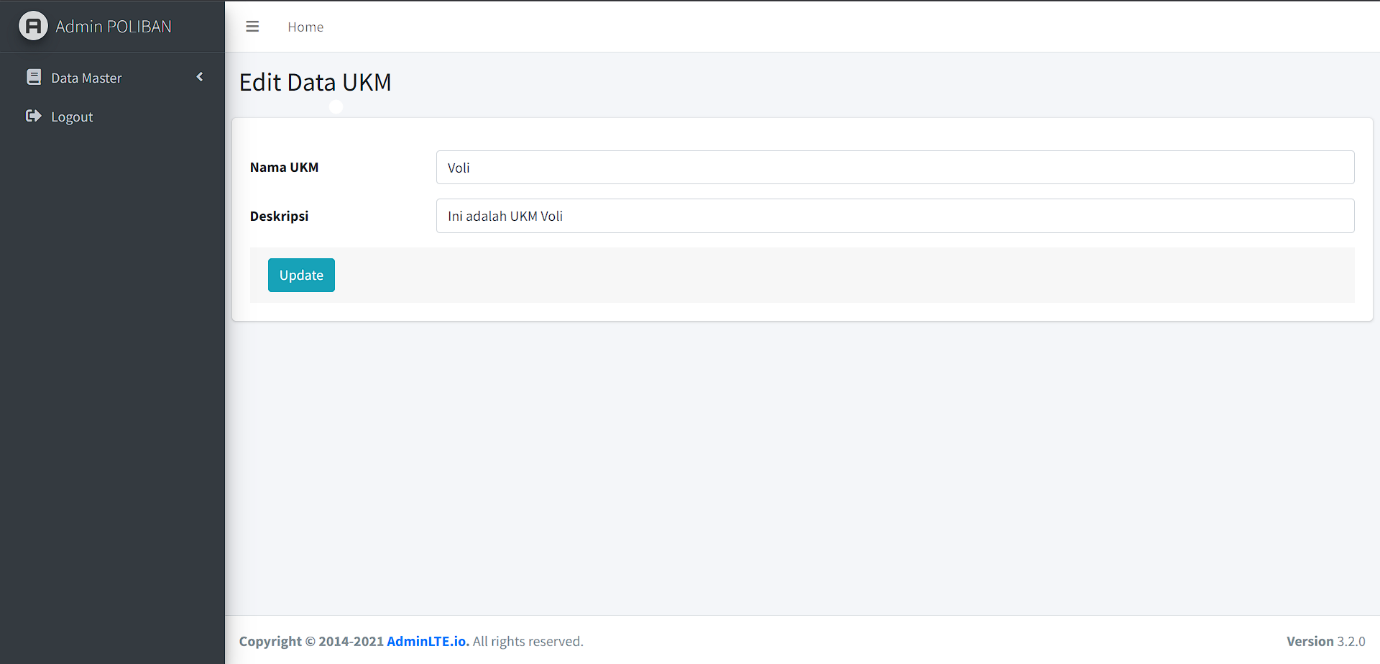 Admin POLIBAN
Home
Data Master
Logout
Edit Data UKM
Nama UKM
Voli
Deskripsi
Ini adalah UKM Voli
Update
Copyright © 2014-2021 AdminLTE.io. All rights reserved.
Version 3.2.0